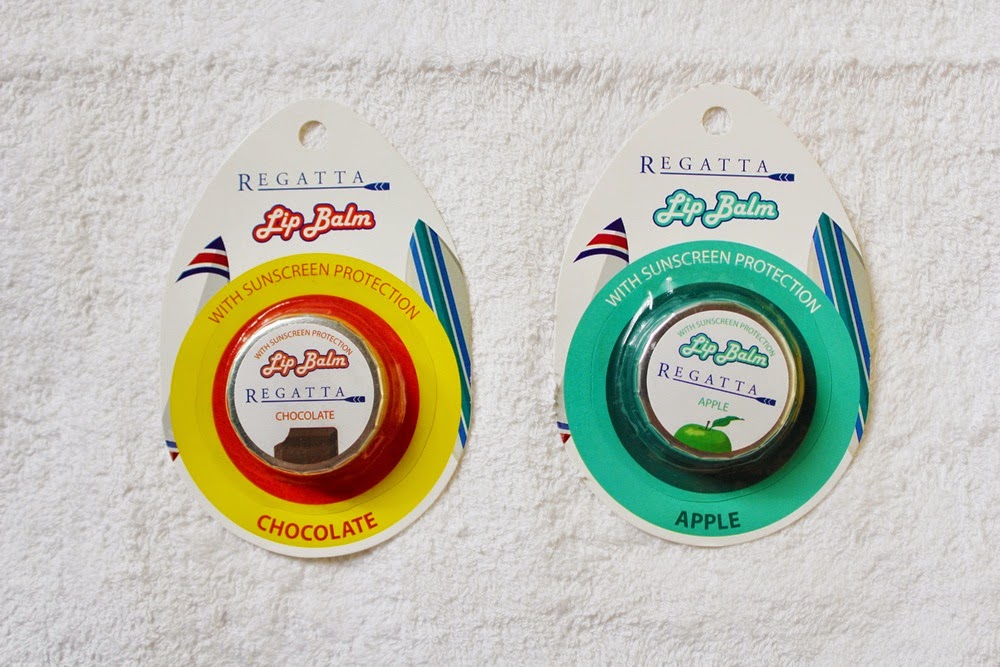 REGATTA
Lip Balm
WITH SUNSCREEN PROTECTION
WITH SUNSCREEN PROTECTION
Lip Balm
REGATTA
CHOCOLATE
CHOCOLATE
REGATTA
Lip Balm
WITH SUNSCREEN PROTECTION
WITH SUNSCREEN PROTECTION
Lip Balm
REGATTA
APPLE
APPLE